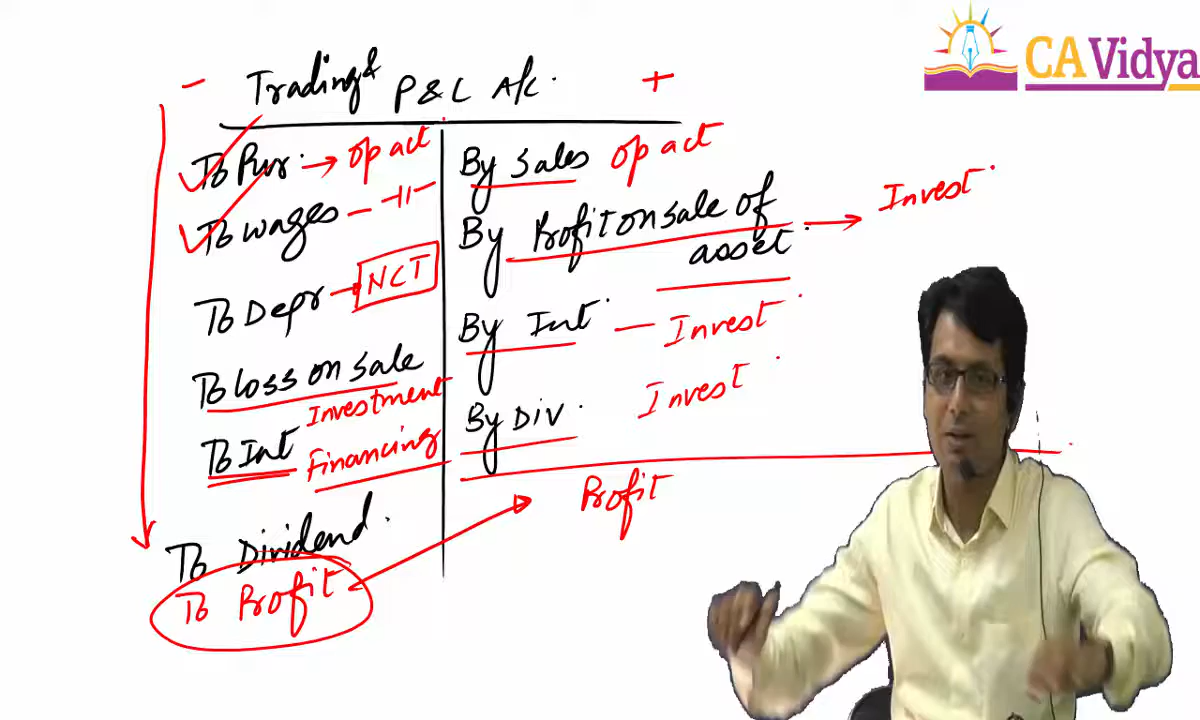 CA Vidya
- Trading & P & L A/c. +
To Pur. → op act
To wages - -||-
To Depr → NCT
To loss on sale
Investment
To Int Financing
To Dividend.
To Profit
By Sales op act
By Profit on sale of → Invest.
asset.
By Int. - Invest.
By Div. Invest.
Profit